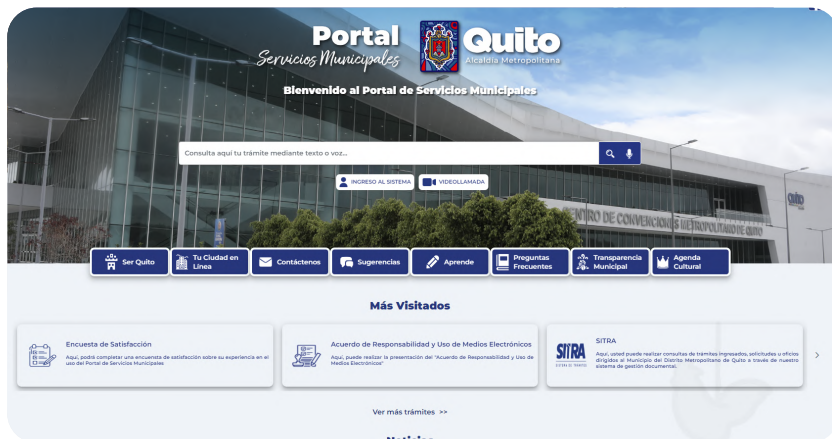 Portal
Servicios Municipales
Quito
Alcaldía Metropolitana
Bienvenido al Portal de Servicios Municipales
Consulta aquí tu trámite mediante texto o voz...
INGRESO AL SISTEMA
VIDEOLLAMADA
quito
CENTRO DE CONVENCIONES METROPOLITANO DE QUITO
Ser Quito
Tu Ciudad en
Línea
Contáctenos
Sugerencias
Aprende
Preguntas
Frecuentes
Transparencia
Municipal
Agenda
Cultural
Más Visitados
Encuesta de Satisfacción
Aquí, podrá completar una encuensta de satisfacción sobre su experiencia en el
uso del Portal de Servicios Municipales
Acuerdo de Responsabilidad y Uso de Medios Electrónicos
Aquí, puede realizar la presentación del "Acuerdo de Responsabilidad y Uso de
Medios Electrónicos"
SITRA
SITRA
Aquí, usted puede realizar consultas de trámites ingresados, solicitudes u oficios
dirigidos al Municipio del Distrito Metropolitano de Quito a través de nuestro
sistema de gestión documental.
Ver más trámites >>
Noticias